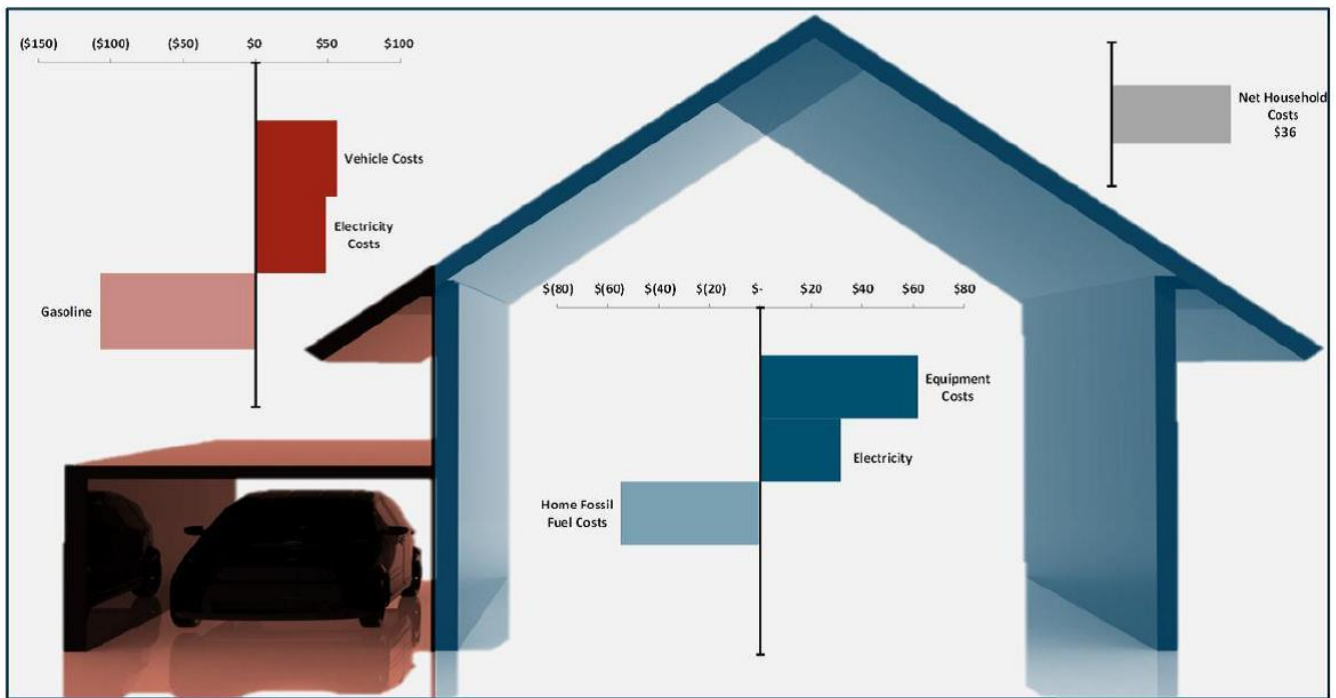 ($150) ($100) ($50) $0 $50 $100
Vehicle Costs
Electricity
Costs
Gasoline
Net Household
Costs
$36
$(80) $(60) $(40) $(20) $- $20 $40 $60 $80
Equipment
Costs
Electricity
Home Fossil
Fuel Costs